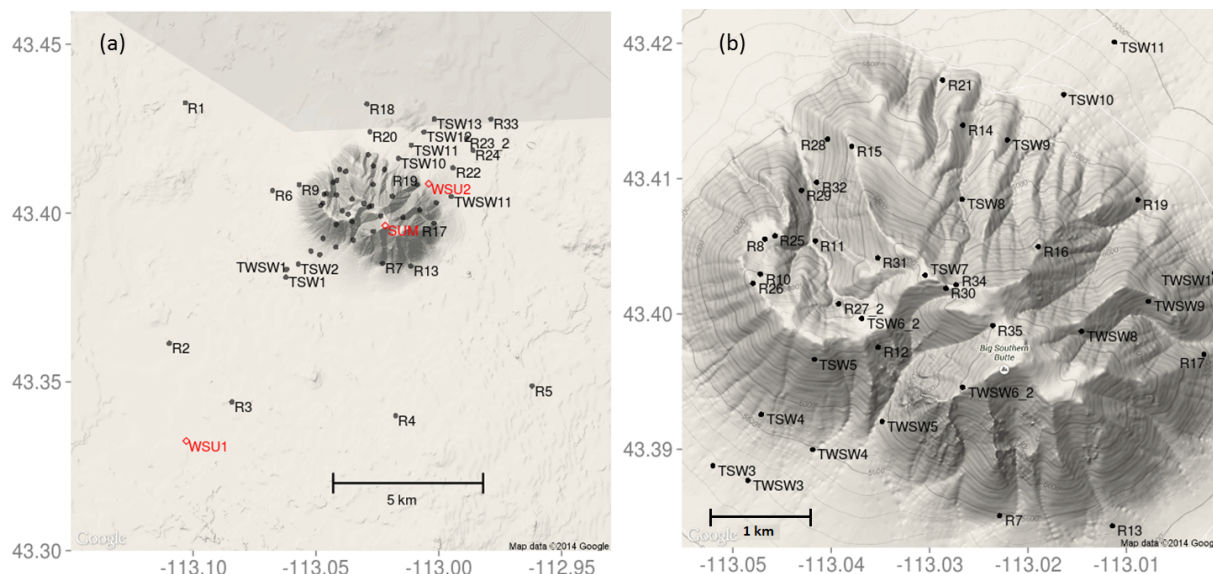 (a)
43.45
43.40
43.35
43.30
R1
R18
R20
TSW13
R33
TSW12
R23_2
TSW11
R24
TSW10
R22
R19
WSU2
R6
R9
TWSW11
SUM
R17
TWSW1
TSW2
R7
R13
TSW1
R2
R3
R4
R5
WSU1
5 km
Google
Map data ©2014 Google
-113.10
-113.05
-113.00
-112.95
(b)
43.42
43.41
43.40
43.39
TSW11
R21
TSW10
R14
R28
R15
TSW9
R32
R29
TSW8
R19
R8
R25
R11
R16
R31
R10
TSW7
R34
TWSW1
R26
R30
R27_2
TWSW9
TSW6_2
R35
TWSW8
R12
Big Southern
Butte
TSW5
R17
TWSW6_2
TSW4
TWSW5
TWSW4
TSW3
TWSW3
R7
R13
1 km
Google
Map data ©2014 Google
-113.05
-113.04
-113.03
-113.02
-113.01